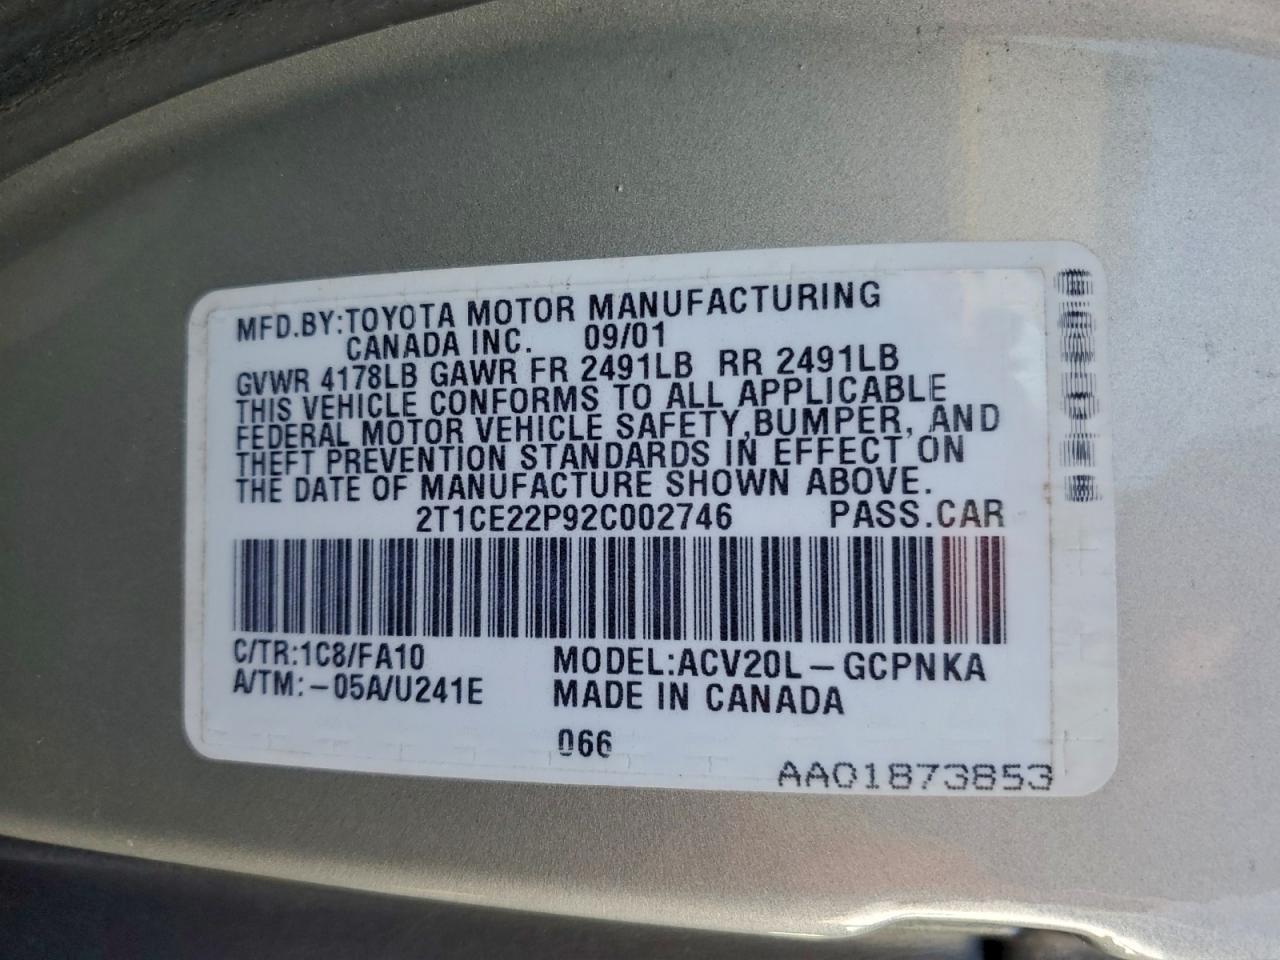 MFD.BY:TOYOTA MOTOR MANUFACTURING
CANADA INC. 09/01
GVWR 4178LB GAWR FR 2491LB RR 2491LB
THIS VEHICLE CONFORMS TO ALL APPLICABLE
FEDERAL MOTOR VEHICLE SAFETY,BUMPER, AND
THEFT PREVENTION STANDARDS IN EFFECT ON
THE DATE OF MANUFACTURE SHOWN ABOVE.
2T1CE22P92C002746 PASS.CAR
C/TR:1C8/FA10 MODEL:ACV20L-GCPNKA
A/TM:-05A/U241E MADE IN CANADA
066
AA01873853